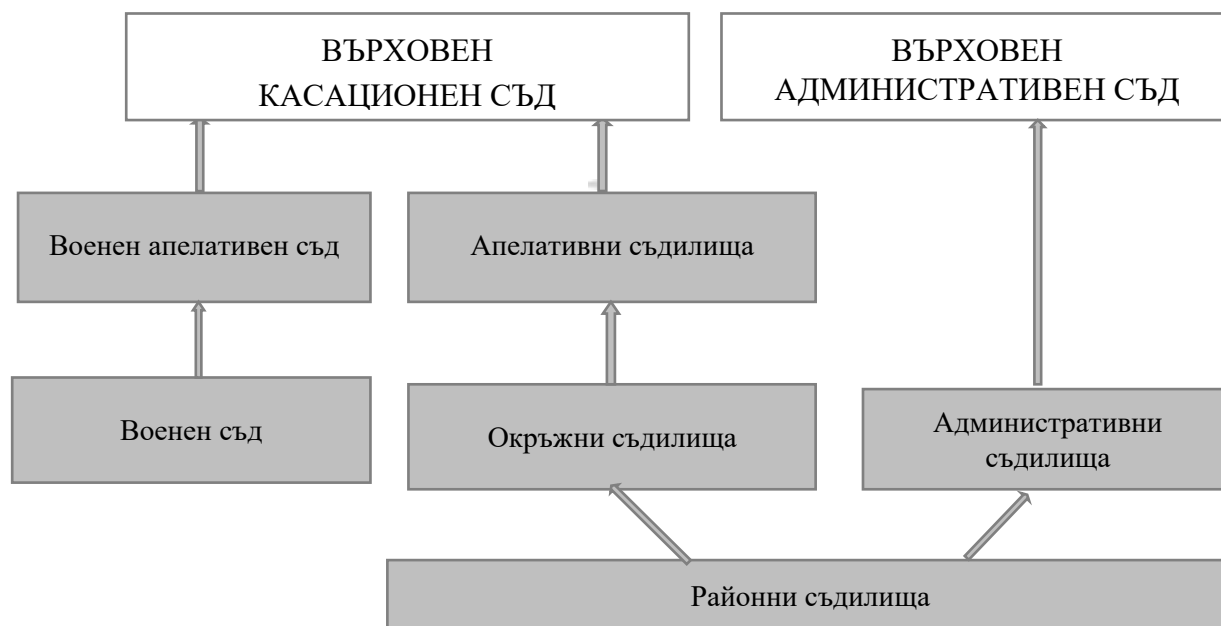 ВЪРХОВЕН
КАСАЦИОНЕН СЪД
ВЪРХОВЕН
АДМИНИСТРАТИВЕН СЪД
Военен апелативен съд
Апелативни съдилища
Военен съд
Окръжни съдилища
Административни
съдилища
Районни съдилища